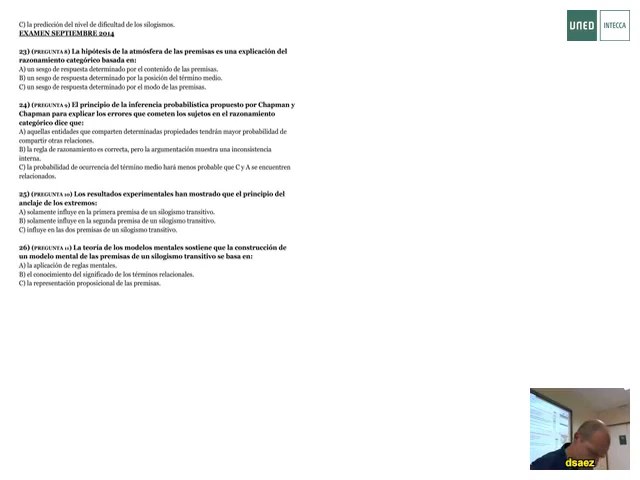 C) la predicción del nivel de dificultad de los silogismos.
EXAMEN SEPTIEMBRE 2014
23) (PREGUNTA 8) La hipótesis de la atmósfera de las premisas es una explicación del
razonamiento categórico basada en:
A) un sesgo de respuesta determinado por el contenido de las premisas.
B) un sesgo de respuesta determinado por la posición del término medio.
C) un sesgo de respuesta determinado por el modo de las premisas.
24) (PREGUNTA 9) El principio de la inferencia probabilística propuesto por Chapman y
Chapman para explicar los errores que cometen los sujetos en el razonamiento
categórico dice que:
A) aquellas entidades que comparten determinadas propiedades tendrán mayor probabilidad de
compartir otras relaciones.
B) la regla de razonamiento es correcta, pero la argumentación muestra una inconsistencia
interna.
C) la probabilidad de ocurrencia del término medio hará menos probable que C y A se encuentren
relacionados.
25) (PREGUNTA 10) Los resultados experimentales han mostrado que el principio del
anclaje de los extremos:
A) solamente influye en la primera premisa de un silogismo transitivo.
B) solamente influye en la segunda premisa de un silogismo transitivo.
C) influye en las dos premisas de un silogismo transitivo.
26) (PREGUNTA 11) La teoría de los modelos mentales sostiene que la construcción de
un modelo mental de las premisas de un silogismo transitivo se basa en:
A) la aplicación de reglas mentales.
B) el conocimiento del significado de los términos relacionales.
C) la representación proposicional de las premisas.
UNED
INTECCA
dsaez